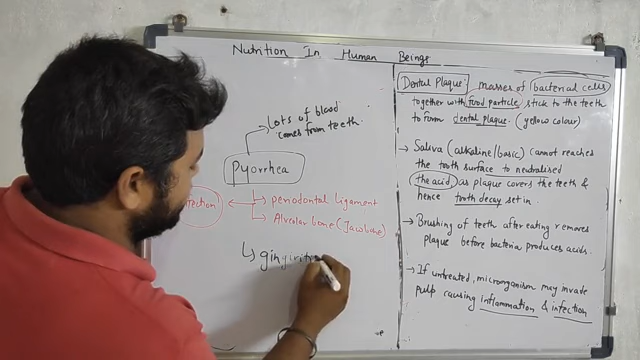 Nutrition In Human Beings
Lots of blood
comes from teeth.
Pyorrhea
periodontal ligament
Alveolar bone (Jawbone)
Dental Plaque: masses of bacterial cells
together with food particle stick to the teeth
to form dental plaque. (yellow colour)
Saliva (alkaline/basic) cannot reaches
the tooth surface to neutralised
the acid as plaque covers the teeth &
hence tooth decay set in.
Brushing of teeth after eating removes
plaque before bacteria produces acids.
If untreated, microorganism may invade
pulp causing inflammation & infection